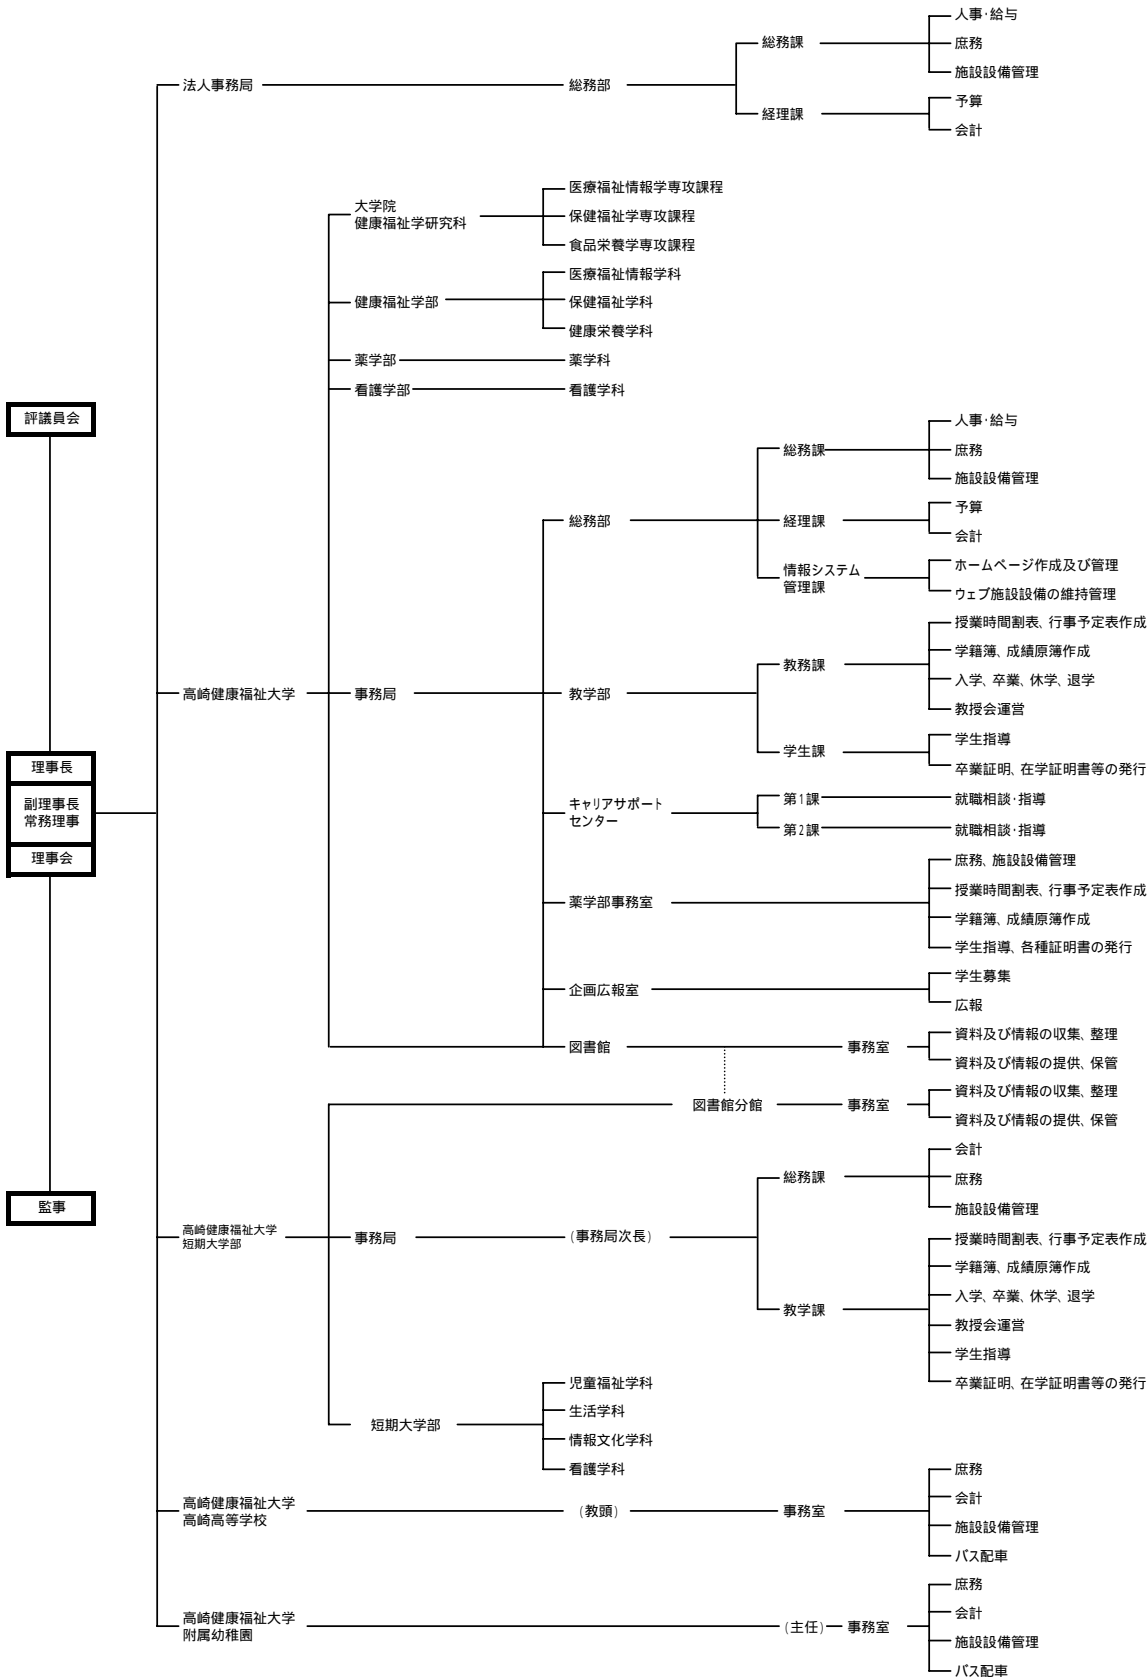 人事・給与
総務課
庶務
施設設備管理
法人事務局
総務部
予算
経理課
会計
医療福祉情報学専攻課程
大学院
健康福祉学研究科
保健福祉学専攻課程
食品栄養学専攻課程
医療福祉情報学科
健康福祉学部
保健福祉学科
健康栄養学科
薬学部
薬学科
看護学部
看護学科
評議員会
人事・給与
総務課
庶務
施設設備管理
予算
総務部
経理課
会計
ホームページ作成及び管理
情報システム
管理課
ウェブ施設設備の維持管理
授業時間割表、行事予定表作成
学籍簿、成績原簿作成
教務課
入学、卒業、休学、退学
高崎健康福祉大学
事務局
教学部
教授会運営
学生指導
学生課
卒業証明、在学証明書等の発行
理事長
副理事長
常務理事
理事会
キャリアサポート
センター
第1課
就職相談・指導
第2課
就職相談・指導
庶務、施設設備管理
授業時間割表、行事予定表作成
薬学部事務室
学籍簿、成績原簿作成
学生指導、各種証明書の発行
学生募集
企画広報室
広報
資料及び情報の収集、整理
図書館
事務室
資料及び情報の提供、保管
資料及び情報の収集、整理
図書館分館
事務室
資料及び情報の提供、保管
会計
総務課
庶務
施設設備管理
監事
高崎健康福祉大学
短期大学部
事務局
(事務局次長)
授業時間割表、行事予定表作成
学籍簿、成績原簿作成
入学、卒業、休学、退学
教学課
教授会運営
学生指導
卒業証明、在学証明書等の発行
児童福祉学科
生活学科
短期大学部
情報文化学科
看護学科
庶務
会計
高崎健康福祉大学
高崎高等学校
(教頭)
事務室
施設設備管理
バス配車
庶務
会計
高崎健康福祉大学
附属幼稚園
(主任)
事務室
施設設備管理
バス配車